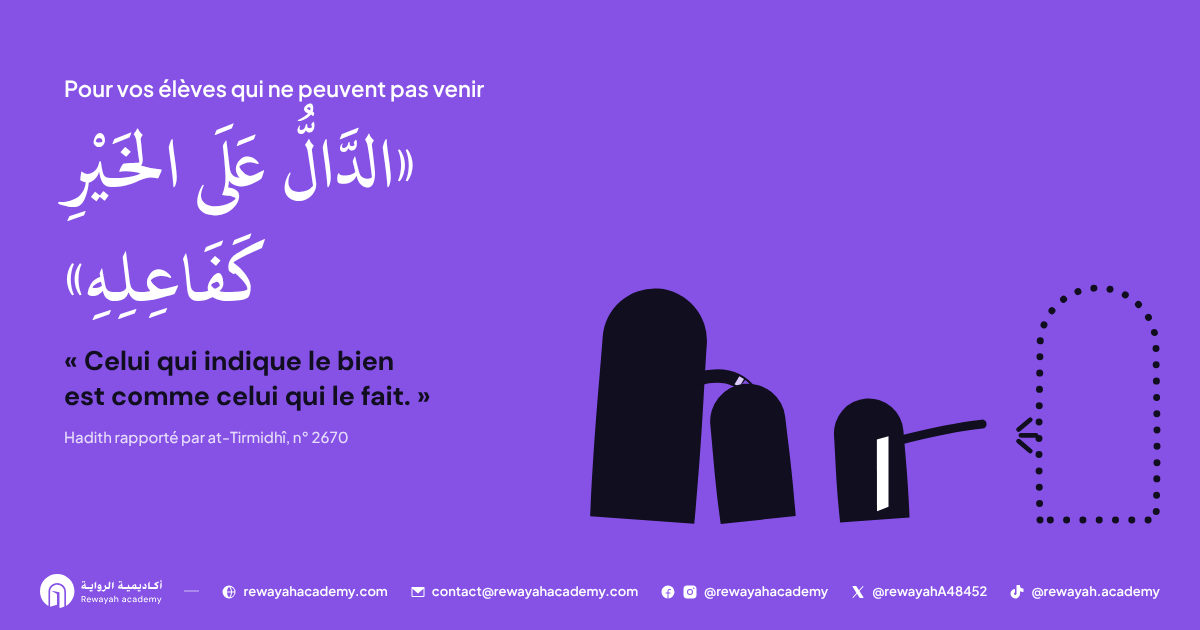 Pour vos élèves qui ne peuvent pas venir
«الدَّالُّ عَلَى الخَيْرِ
كَفَاعِلِهِ»
« Celui qui indique le bien
est comme celui qui le fait. »
Hadith rapporté par at-Tirmidhî, n° 2670
أكـاديمـية الروايـة
Rewayah academy
rewayahacademy.com
contact@rewayahacademy.com
@rewayahacademy
@rewayahA48452
@rewayah.academy